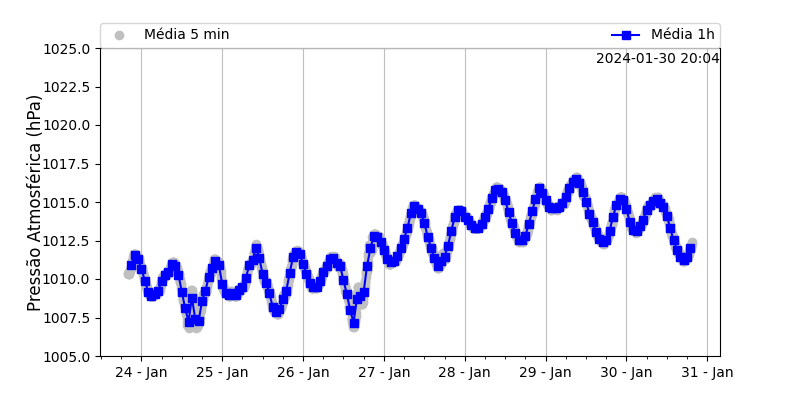 Média 5 min
Média 1h
2024-01-30 20:04
Pressão Atmosférica (hPa)
1025.0
1022.5
1020.0
1017.5
1015.0
1012.5
1010.0
1007.5
1005.0
24 - Jan
25 - Jan
26 - Jan
27 - Jan
28 - Jan
29 - Jan
30 - Jan
31 - Jan